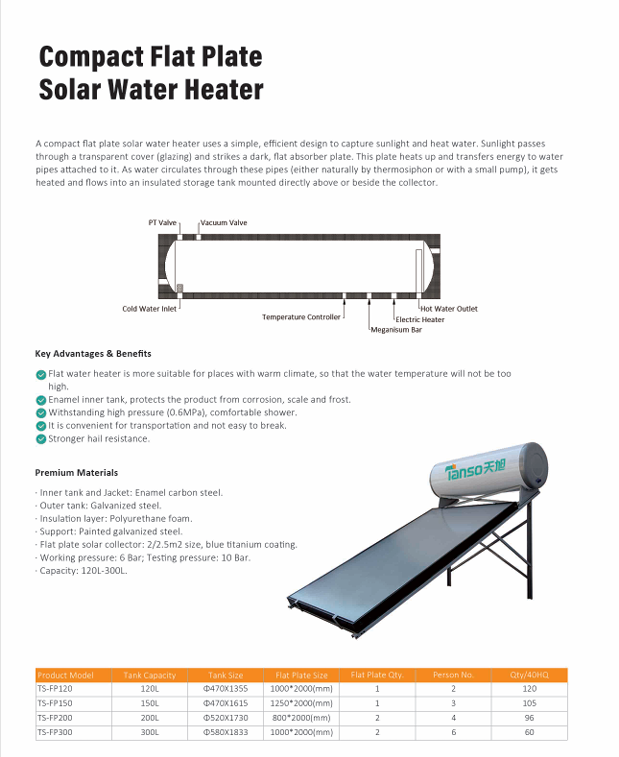 Compact Flat Plate
Solar Water Heater
A compact flat plate solar water heater uses a simple, efficient design to capture sunlight and heat water. Sunlight passes
through a transparent cover (glazing) and strikes a dark, flat absorber plate. This plate heats up and transfers energy to water
pipes attached to it. As water circulates through these pipes (either naturally by thermosiphon or with a small pump), it gets
heated and flows into an insulated storage tank mounted directly above or beside the collector.
PT Valve Vacuum Valve
Cold Water Inlet Hot Water Outlet
Temperature Controller Electric Heater
Meganisum Bar
Key Advantages & Benefits
Flat water heater is more suitable for places with warm climate, so that the water temperature will not be too
high.
Enamel inner tank, protects the product from corrosion, scale and frost.
Withstanding high pressure (0.6MPa), comfortable shower.
It is convenient for transportation and not easy to break.
Stronger hail resistance.
Premium Materials
· Inner tank and Jacket: Enamel carbon steel.
· Outer tank: Galvanized steel.
· Insulation layer: Polyurethane foam.
· Support: Painted galvanized steel.
· Flat plate solar collector: 2/2.5m2 size, blue titanium coating.
· Working pressure: 6 Bar; Testing pressure: 10 Bar.
· Capacity: 120L-300L.
Tanso天旭
Product Model Tank Capacity Tank Size Flat Plate Size Flat Plate Qty. Person No. Qty/40HQ
TS-FP120 120L Φ470X1355 1000*2000(mm) 1 2 120
TS-FP150 150L Φ470X1615 1250*2000(mm) 1 3 105
TS-FP200 200L Φ520X1730 800*2000(mm) 2 4 96
TS-FP300 300L Φ580X1833 1000*2000(mm) 2 6 60